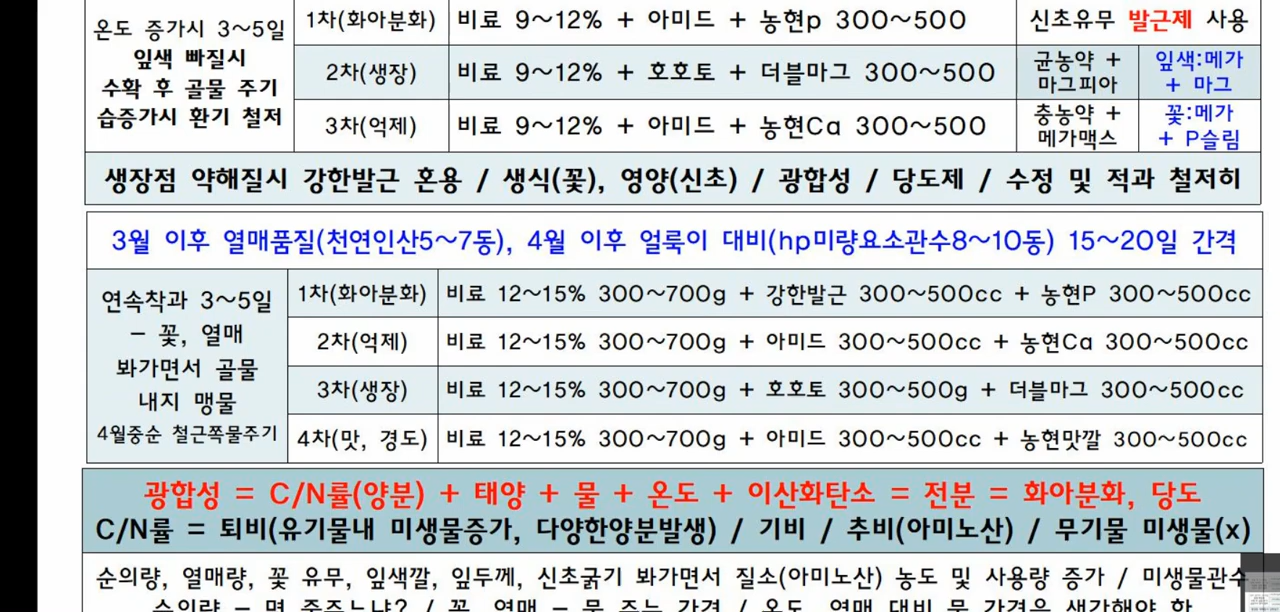 온도 증가시 3~5일
잎색 빠질시
수확 후 골물 주기
습증가시 환기 철저
1차(화아분화)
비료 9~12% + 아미드 + 농현p 300~500
신초유무 발근제 사용
2차(생장)
비료 9~12% + 호호토 + 더블마그 300~500
균농약 +
마그피아
잎색:메가
+ 마그
3차(억제)
비료 9~12% + 아미드 + 농현Ca 300~500
충농약 +
메가맥스
꽃:메가
+ P슬림
생장점 약해질시 강한발근 혼용 / 생식(꽃), 영양(신초) / 광합성 / 당도제 / 수정 및 적과 철저히
3월 이후 열매품질(천연인산5~7동), 4월 이후 얼룩이 대비(hp미량요소관수8~10동) 15~20일 간격
연속착과 3~5일
- 꽃, 열매
봐가면서 골물
내지 맹물
4월중순 철근쪽물주기
1차(화아분화)
비료 12~15% 300~700g + 강한발근 300~500cc + 농현P 300~500cc
2차(억제)
비료 12~15% 300~700g + 아미드 300~500cc + 농현Ca 300~500cc
3차(생장)
비료 12~15% 300~700g + 호호토 300~500g + 더블마그 300~500cc
4차(맛, 경도)
비료 12~15% 300~700g + 아미드 300~500cc + 농현맛깔 300~500cc
광합성 = C/N률(양분) + 태양 + 물 + 온도 + 이산화탄소 = 전분 = 화아분화, 당도
C/N률 = 퇴비(유기물내 미생물증가, 다양한양분발생) / 기비 / 추비(아미노산) / 무기물 미생물(x)
순의량, 열매량, 꽃 유무, 잎색깔, 잎두께, 신초굵기 봐가면서 질소(아미노산) 농도 및 사용량 증가 / 미생물관수